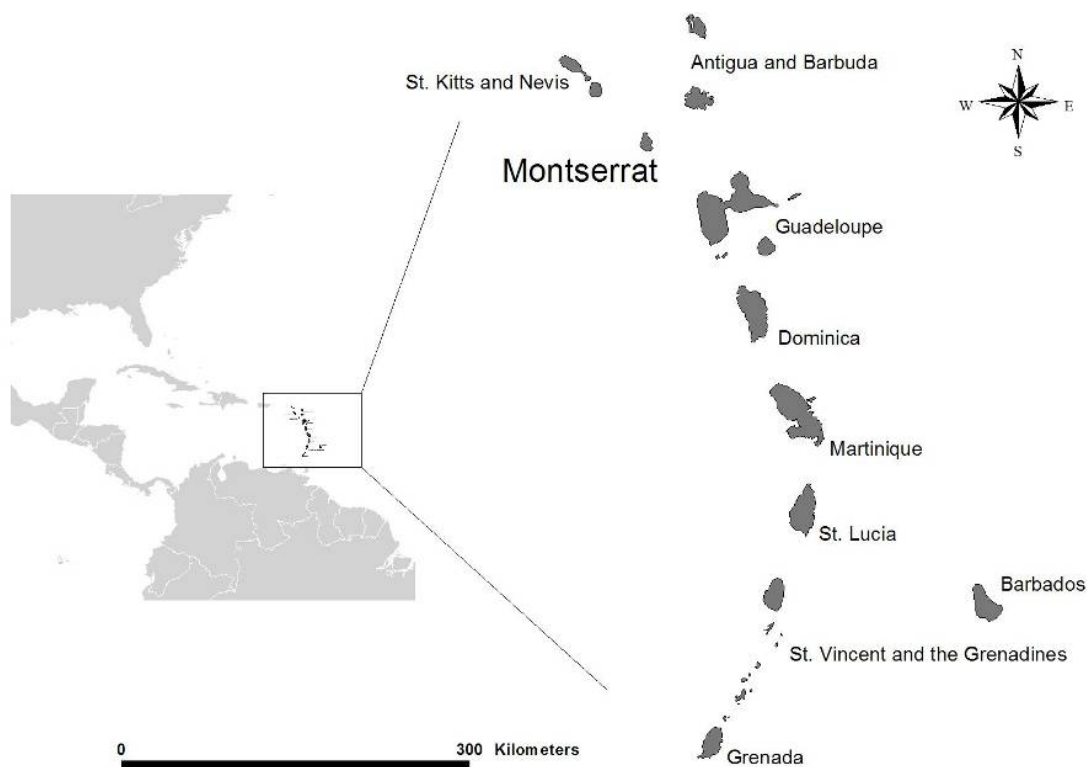 Antigua and Barbuda
St. Kitts and Nevis
N
W
E
S
Montserrat
Guadeloupe
Dominica
Martinique
St. Lucia
Barbados
St. Vincent and the Grenadines
Grenada
0
300 Kilometers